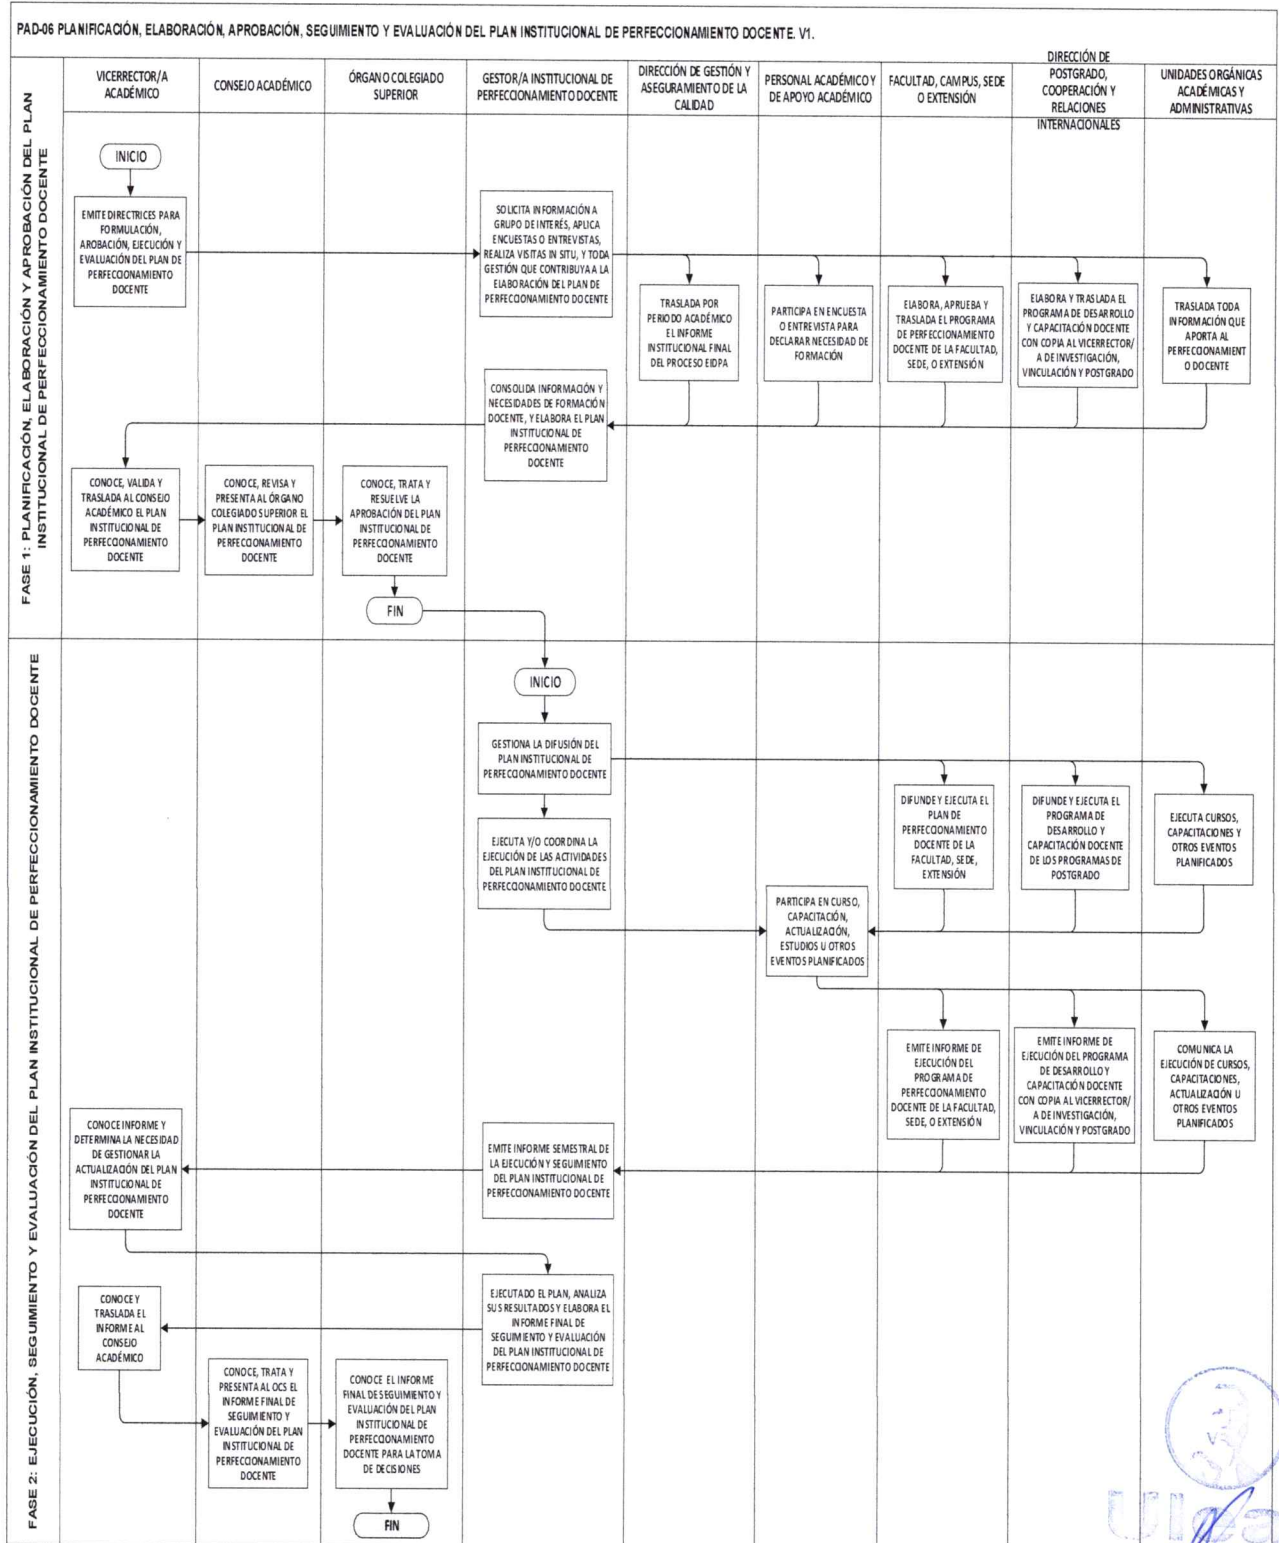 PAD-06 PLANIFICACIÓN, ELABORACIÓN, APROBACIÓN, SEGUIMIENTO Y EVALUACIÓN DEL PLAN INSTITUCIONAL DE PERFECCIONAMIENTO DOCENTE. V1.
VICERRECTOR/A
ACADÉMICO
CONSEJO ACADÉMICO
ÓRGANO COLEGIADO
SUPERIOR
GESTOR/A INSTITUCIONAL DE
PERFECCIONAMIENTO DOCENTE
DIRECCIÓN DE GESTIÓN Y
ASEGURAMIENTO DE LA
CALIDAD
PERSONAL ACADÉMICO Y
DE APOYO ACADÉMICO
FACULTAD, CAMPUS, SEDE
O EXTENSIÓN
DIRECCIÓN DE
POSTGRADO,
COOPERACIÓN Y
RELACIONES
INTERNACIONALES
UNIDADES ORGÁNICAS
ACADÉMICAS Y
ADMINISTRATIVAS
FASE 1: PLANIFICACIÓN, ELABORACIÓN Y APROBACIÓN DEL PLAN
INSTITUCIONAL DE PERFECCIONAMIENTO DOCENTE
INICIO
EMITE DIRECTRICES PARA
FORMULACIÓN,
AROBACIÓN, EJECUCIÓN Y
EVALUACIÓN DEL PLAN DE
PERFECCIONAMIENTO
DOCENTE
SOLICITA INFORMACIÓN A
GRUPO DE INTERÉS, APLICA
ENCUESTAS O ENTREVISTAS,
REALIZA VISITAS IN SITU, Y TODA
GESTIÓN QUE CONTRIBUYA A LA
ELABORACIÓN DEL PLAN DE
PERFECCIONAMIENTO DOCENTE
TRASLADA POR
PERIODO ACADÉMICO
EL INFORME
INSTITUCIONAL FINAL
DEL PROCESO EIDPA
PARTICIPA EN ENCUESTA
O ENTREVISTA PARA
DECLARAR NECESIDAD DE
FORMACIÓN
ELABORA, APRUEBA Y
TRASLADA EL PROGRAMA
DE PERFECCIONAMIENTO
DOCENTE DE LA FACULTAD,
SEDE, O EXTENSIÓN
ELABORA Y TRASLADA EL
PROGRAMA DE DESARROLLO
Y CAPACITACIÓN DOCENTE
CON COPIA AL VICERRECTOR/
A DE INVESTIGACIÓN,
VINCULACIÓN Y POSTGRADO
TRASLADA TODA
INFORMACIÓN QUE
APORTA AL
PERFECCIONAMIENT
O DOCENTE
CONSOLIDA INFORMACIÓN Y
NECESIDADES DE FORMACIÓN
DOCENTE, Y ELABORA EL PLAN
INSTITUCIONAL DE
PERFECCIONAMIENTO
DOCENTE
CONOCE, VALIDA Y
TRASLADA AL CONSEJO
ACADÉMICO EL PLAN
INSTITUCIONAL DE
PERFECCIONAMIENTO
DOCENTE
CONOCE, REVISA Y
PRESENTA AL ÓRGANO
COLEGIADO SUPERIOR EL
PLAN INSTITUCIONAL DE
PERFECCIONAMIENTO
DOCENTE
CONOCE, TRATA Y
RESUELVE LA
APROBACIÓN DEL PLAN
INSTITUCIONAL DE
PERFECCIONAMIENTO
DOCENTE
FIN
FASE 2: EJECUCIÓN, SEGUIMIENTO Y EVALUACIÓN DEL PLAN INSTITUCIONAL DE PERFECCIONAMIENTO DOCENTE
INICIO
GESTIONA LA DIFUSIÓN DEL
PLAN INSTITUCIONAL DE
PERFECCIONAMIENTO DOCENTE
EJECUTA Y/O COORDINA LA
EJECUCIÓN DE LAS ACTIVIDADES
DEL PLAN INSTITUCIONAL DE
PERFECCIONAMIENTO DOCENTE
DIFUNDE Y EJECUTA EL
PLAN DE
PERFECCIONAMIENTO
DOCENTE DE LA
FACULTAD, SEDE,
EXTENSIÓN
DIFUNDE Y EJECUTA EL
PROGRAMA DE
DESARROLLO Y
CAPACITACIÓN DOCENTE
DE LOS PROGRAMAS DE
POSTGRADO
EJECUTA CURSOS,
CAPACITACIONES Y
OTROS EVENTOS
PLANIFICADOS
PARTICIPA EN CURSO,
CAPACITACIÓN,
ACTUALIZACIÓN,
ESTUDIOS U OTROS
EVENTOS PLANIFICADOS
EMITE INFORME DE
EJECUCIÓN DEL
PROGRAMA DE
PERFECCIONAMIENTO
DOCENTE DE LA FACULTAD,
SEDE, O EXTENSIÓN
EMITE INFORME DE
EJECUCIÓN DEL PROGRAMA
DE DESARROLLO Y
CAPACITACIÓN DOCENTE
CON COPIA AL VICERRECTOR/
A DE INVESTIGACIÓN,
VINCULACIÓN Y POSTGRADO
COMUNICA LA
EJECUCIÓN DE CURSOS,
CAPACITACIONES,
ACTUALIZACIÓN U
OTROS EVENTOS
PLANIFICADOS
EMITE INFORME SEMESTRAL DE
LA EJECUCIÓN Y SEGUIMIENTO
DEL PLAN INSTITUCIONAL DE
PERFECCIONAMIENTO DOCENTE
CONOCE INFORME Y
DETERMINA LA NECESIDAD
DE GESTIONAR LA
ACTUALIZACIÓN DEL PLAN
INSTITUCIONAL DE
PERFECCIONAMIENTO
DOCENTE
EJECUTADO EL PLAN, ANALIZA
SUS RESULTADOS Y ELABORA EL
INFORME FINAL DE
SEGUIMIENTO Y EVALUACIÓN
DEL PLAN INSTITUCIONAL DE
PERFECCIONAMIENTO DOCENTE
CONOCE Y
TRASLADA EL
INFORME AL
CONSEJO
ACADÉMICO
CONOCE, TRATA Y
PRESENTA AL OCS EL
INFORME FINAL DE
SEGUIMIENTO Y
EVALUACIÓN DEL PLAN
INSTITUCIONAL DE
PERFECCIONAMIENTO
DOCENTE
CONOCE EL INFORME
FINAL DE SEGUIMIENTO Y
EVALUACIÓN DEL PLAN
INSTITUCIONAL DE
PERFECCIONAMIENTO
DOCENTE PARA LA TOMA
DE DECISIONES
FIN